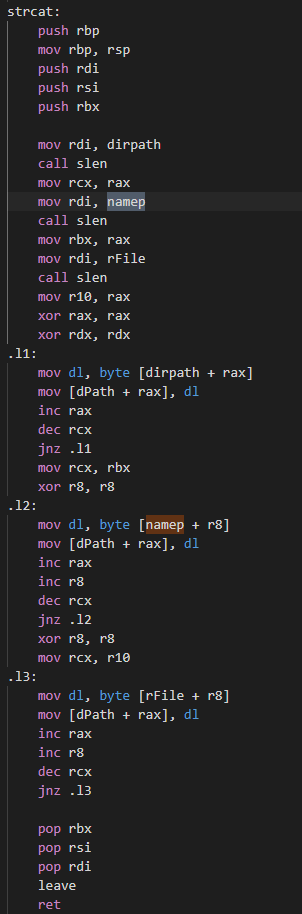 strcat:
push rbp
mov rbp, rsp
push rdi
push rsi
push rbx
mov rdi, dirpath
call slen
mov rcx, rax
mov rdi, namep
call slen
mov rbx, rax
mov rdi, rFile
call slen
mov r10, rax
xor rax, rax
xor rdx, rdx
.l1:
mov dl, byte [dirpath + rax]
mov [dPath + rax], dl
inc rax
dec rcx
jnz .l1
mov rcx, rbx
xor r8, r8
.l2:
mov dl, byte [namep + r8]
mov [dPath + rax], dl
inc rax
inc r8
dec rcx
jnz .l2
xor r8, r8
mov rcx, r10
.l3:
mov dl, byte [rFile + r8]
mov [dPath + rax], dl
inc rax
inc r8
dec rcx
jnz .l3
pop rbx
pop rsi
pop rdi
leave
ret